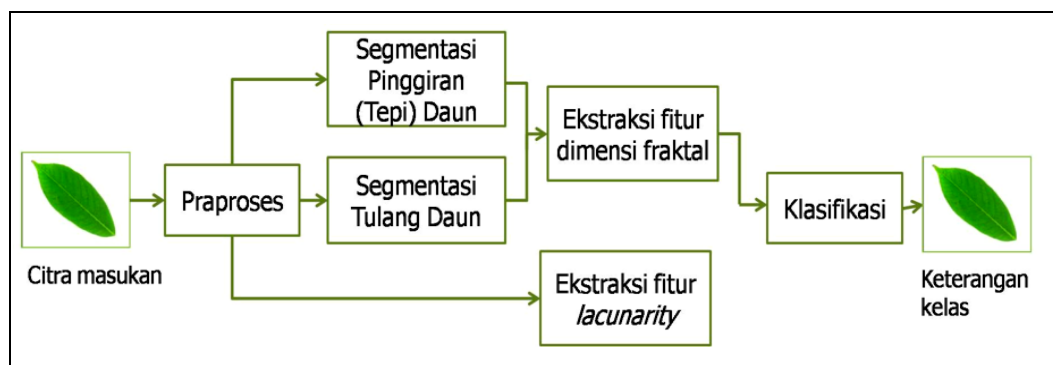 Citra masukan
Praproses
Segmentasi
Pinggiran
(Tepi) Daun
Segmentasi
Tulang Daun
Ekstraksi fitur
dimensi fraktal
Ekstraksi fitur
lacunarity
Klasifikasi
Keterangan
kelas